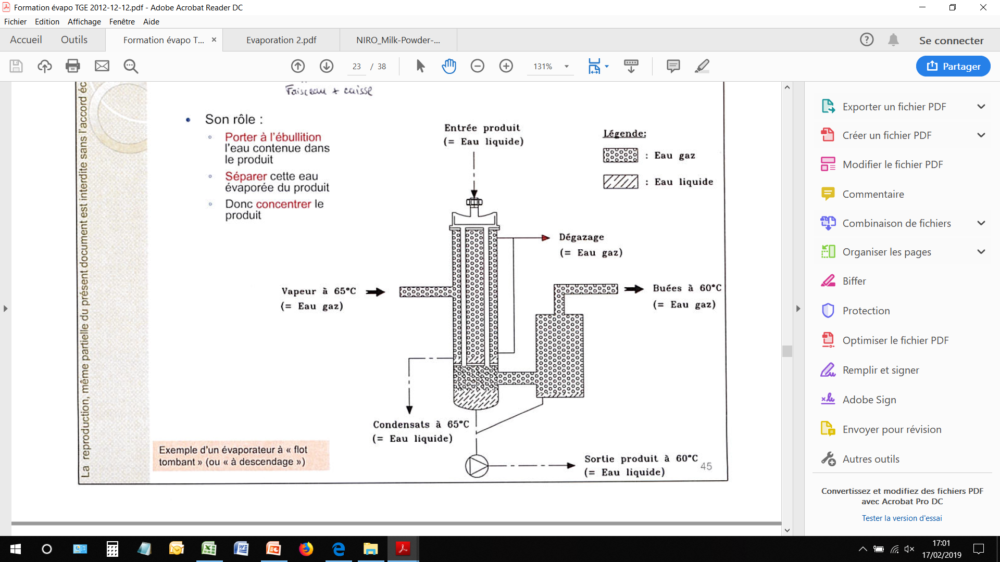 Formation évapo TGE 2012-12-12.pdf - Adobe Acrobat Reader DC
Fichier Edition Affichage Fenêtre Aide
Accueil Outils Formation évapo T... × Evaporation 2.pdf NIRO_Milk-Powder-... Se connecter
23 / 38 131% Partager
La reproduction, même partielle du présent document est interdite sans l'accord éc
Faisceau + caisse
• Son rôle :
Porter à l'ébullition
l'eau contenue dans
le produit
Séparer cette eau
évaporée du produit
Donc concentrer le
produit
Entrée produit
(= Eau liquide)
Légende:
: Eau gaz
: Eau liquide
Dégazage
(= Eau gaz)
Vapeur à 65°C
(= Eau gaz)
Buées à 60°C
(= Eau gaz)
Condensats à 65°C
(= Eau liquide)
Sortie produit à 60°C
(= Eau liquide)
45
Exemple d'un évaporateur à « flot
tombant » (ou « à descendage »)
Exporter un fichier PDF
Créer un fichier PDF
Modifier le fichier PDF
Commentaire
Combinaison de fichiers
Organiser les pages
Biffer
Protection
Optimiser le fichier PDF
Remplir et signer
Adobe Sign
Envoyer pour révision
Autres outils
Convertissez et modifiez des fichiers PDF
avec Acrobat Pro DC
Tester la version d'essai
17:01
17/02/2019